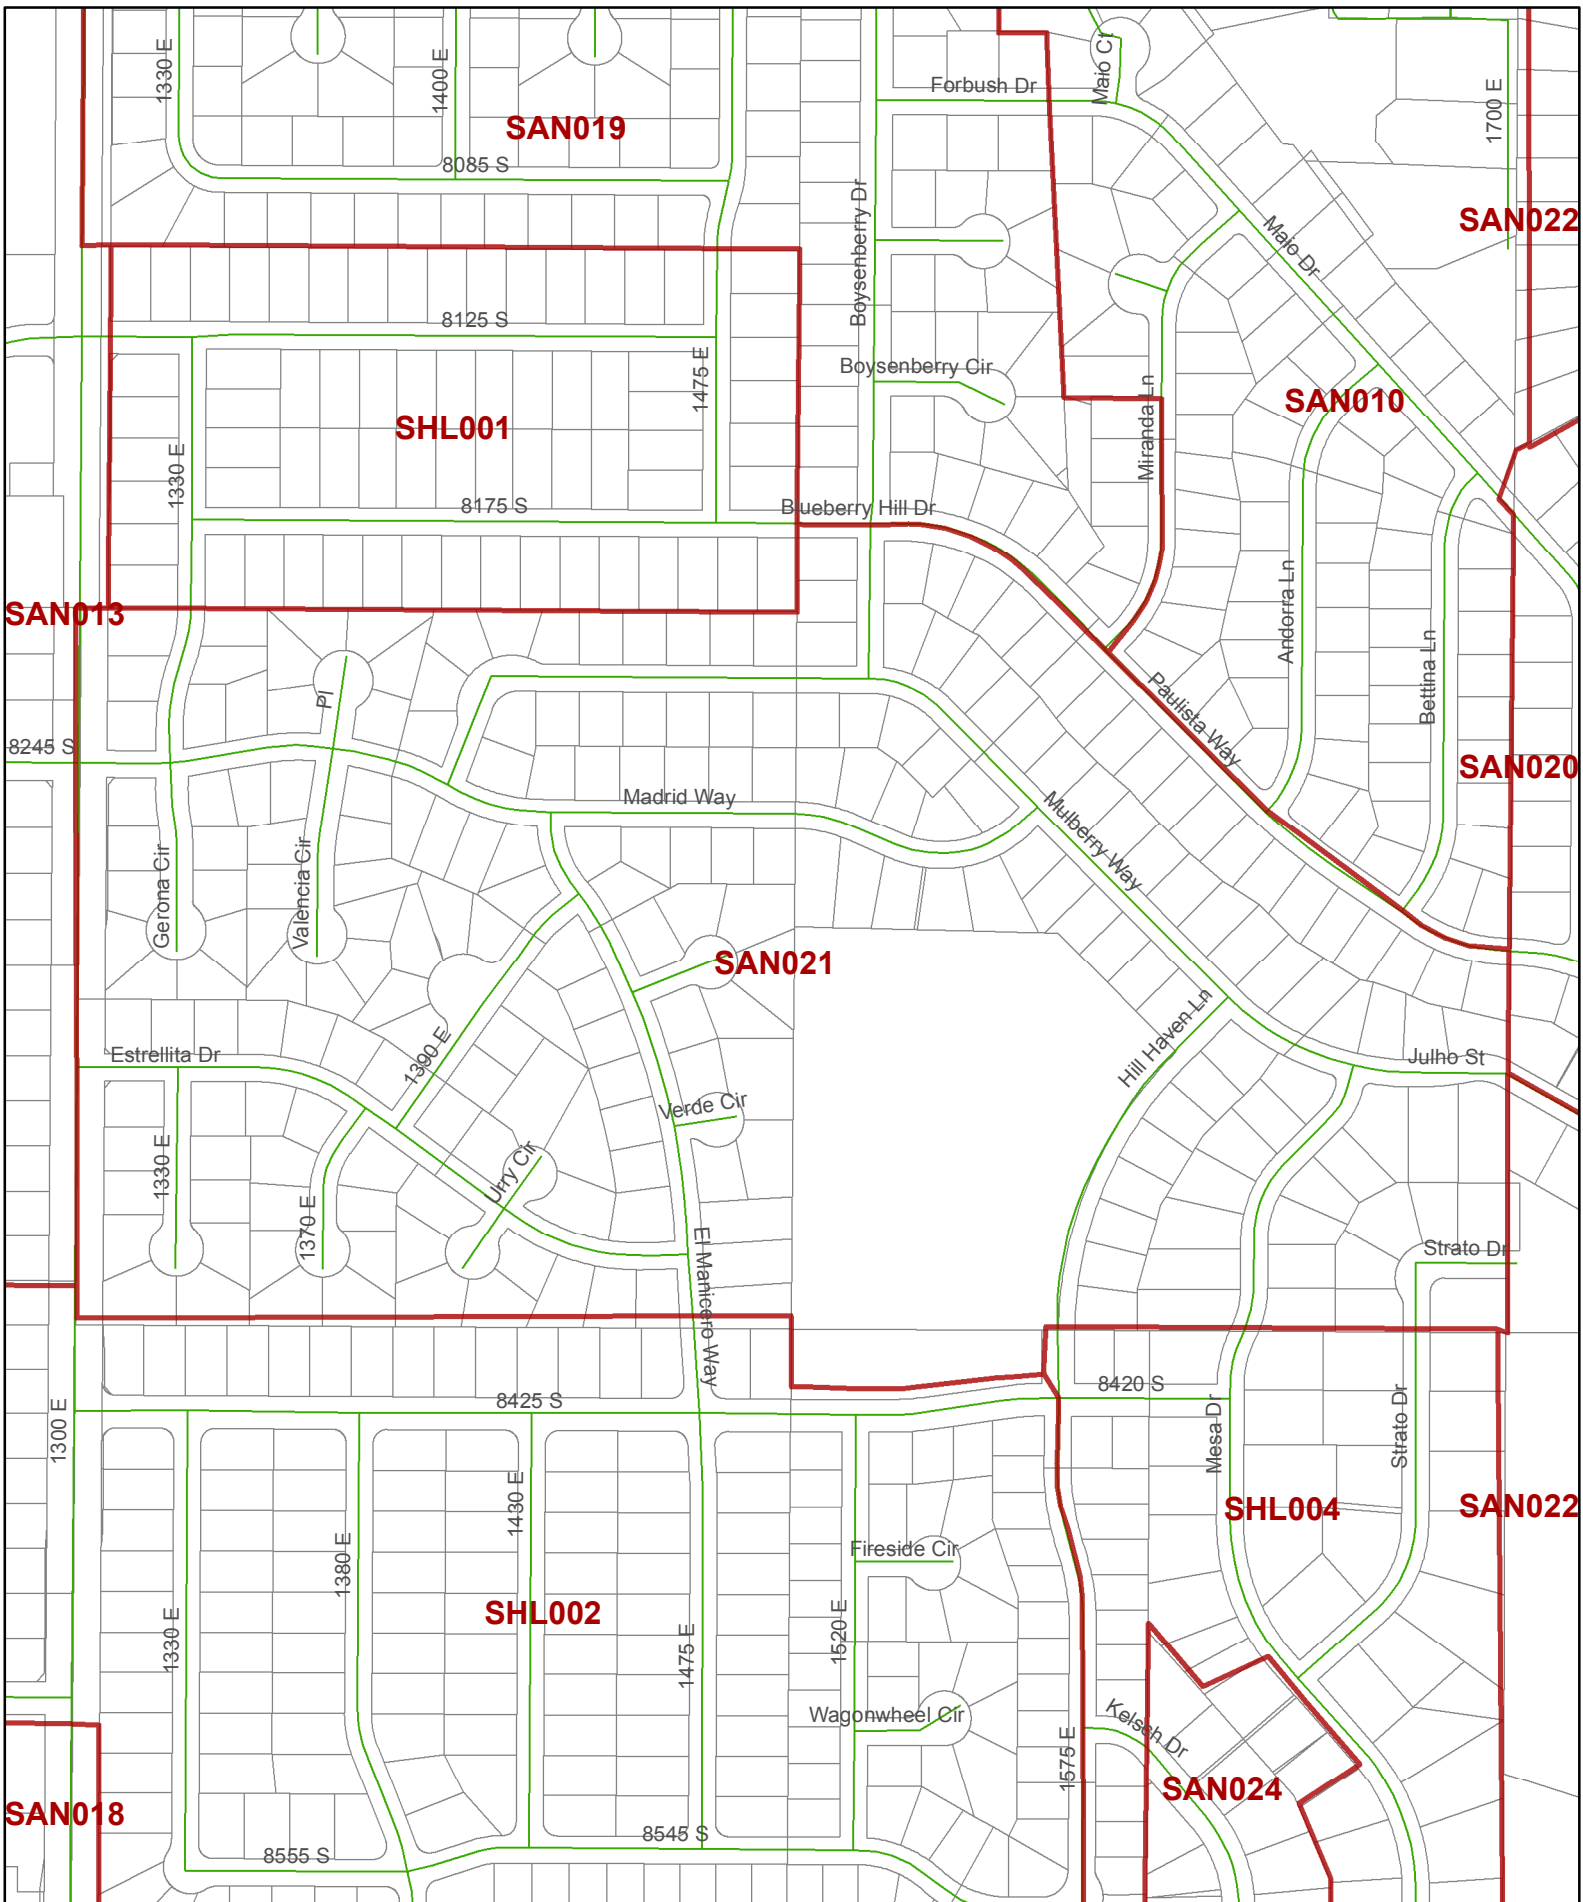 1330 E
1400 E
SAN019
8085 S
Forbush Dr
Maio Ct
1700 E
SAN022
Boysenberry Dr
Maio Dr
8125 S
1475 E
Boysenberry Cir
SAN010
SHL001
Miranda Ln
1330 E
8175 S
Blueberry Hill Dr
SAN013
Andorra Ln
Bettina Ln
Pl
Paulista Way
8245 S
SAN020
Madrid Way
Mulberry Way
Gerona Cir
Valencia Cir
SAN021
Hill Haven Ln
1390 E
Estrellita Dr
Julho St
Verde Cir
1330 E
Urry Cir
1370 E
El Manicero Way
Strato Dr
8425 S
8420 S
1300 E
Mesa Dr
Strato Dr
1430 E
SHL004
SAN022
1380 E
Fireside Cir
SHL002
1330 E
1475 E
1520 E
Wagonwheel Cir
Kelsch Dr
1575 E
SAN024
SAN018
8545 S
8555 S